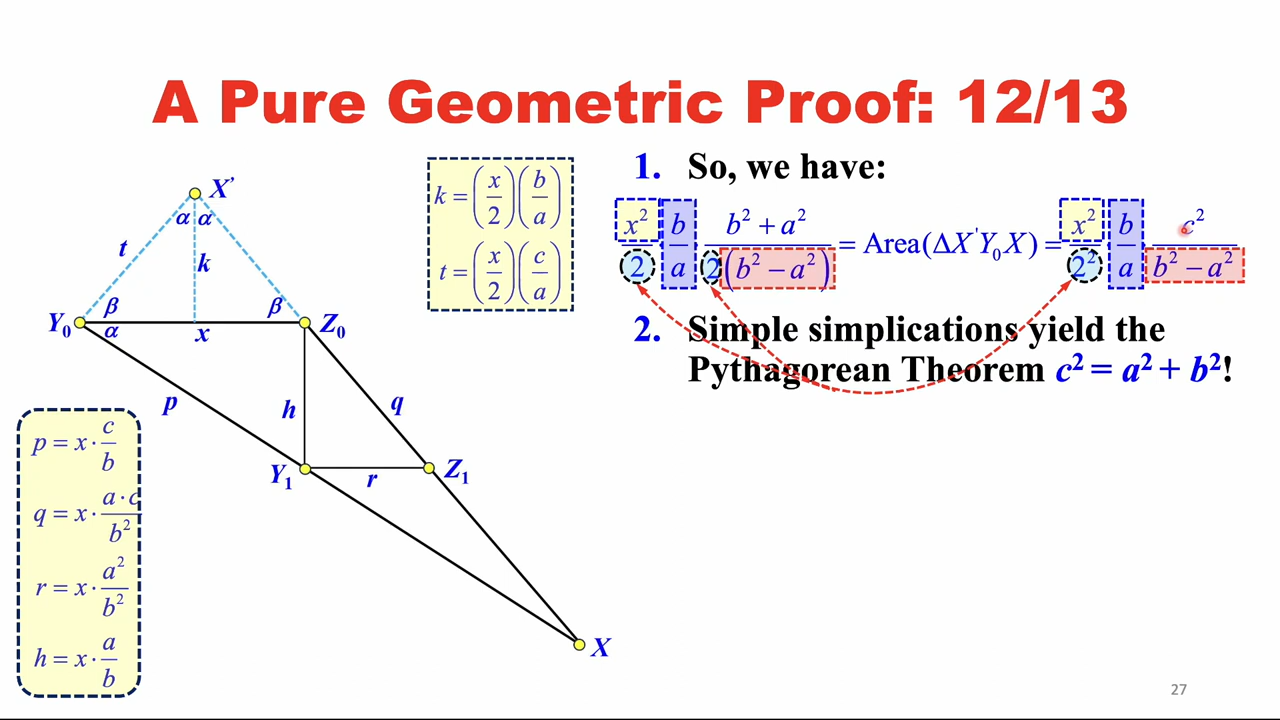 A Pure Geometric Proof: 12/13
1. So, we have:
x²/2 · b/a · (b² + a²)/(2(b² − a²)) = Area(ΔX'Y₀X) = x²/2² · b/a · c²/(b² − a²)
2. Simple simplications yield the
Pythagorean Theorem c² = a² + b²!
k = (x/2)(b/a)
t = (x/2)(c/a)
X’
α α
t
k
β
β
Y₀
α
x
Z₀
p
h
q
Y₁
r
Z₁
X
p = x · c/b
q = x · a·c/b²
r = x · a²/b²
h = x · a/b
27